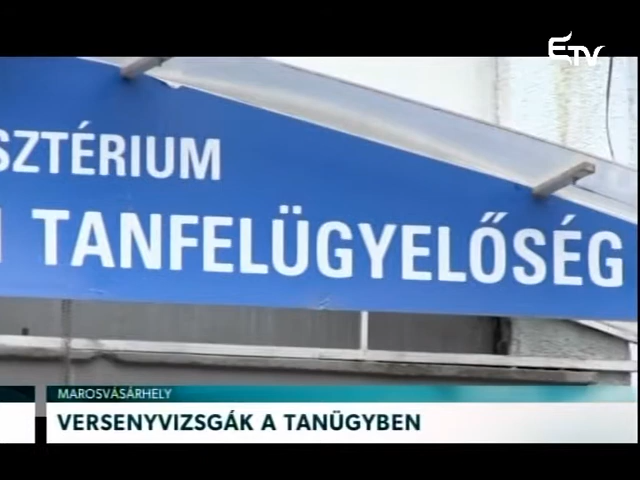 ETV
SZTÉRIUM
TANFELÜGYELŐSÉG
MAROSVÁSÁRHELY
VERSENYVIZSGÁK A TANÜGYBEN